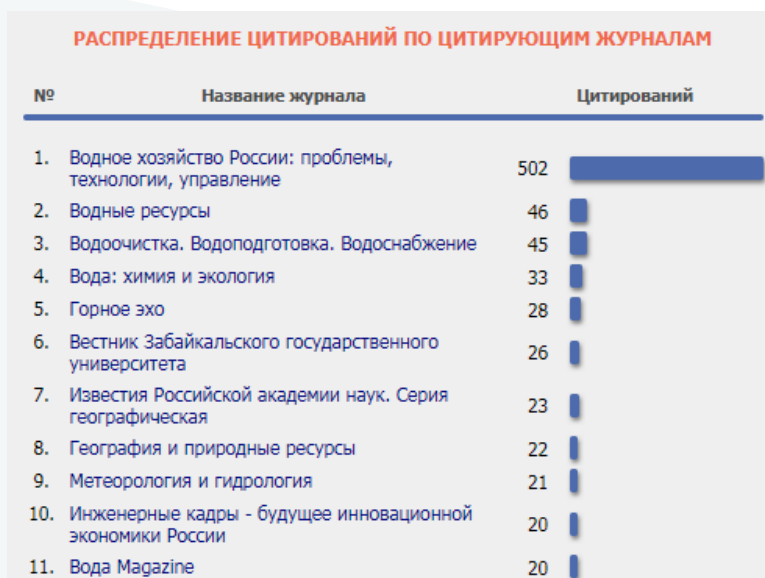 РАСПРЕДЕЛЕНИЕ ЦИТИРОВАНИЙ ПО ЦИТИРУЮЩИМ ЖУРНАЛАМ
№ Название журнала Цитирований
1. Водное хозяйство России: проблемы,
технологии, управление 502
2. Водные ресурсы 46
3. Водоочистка. Водоподготовка. Водоснабжение 45
4. Вода: химия и экология 33
5. Горное эхо 28
6. Вестник Забайкальского государственного
университета 26
7. Известия Российской академии наук. Серия
географическая 23
8. География и природные ресурсы 22
9. Метеорология и гидрология 21
10. Инженерные кадры - будущее инновационной
экономики России 20
11. Вода Magazine 20